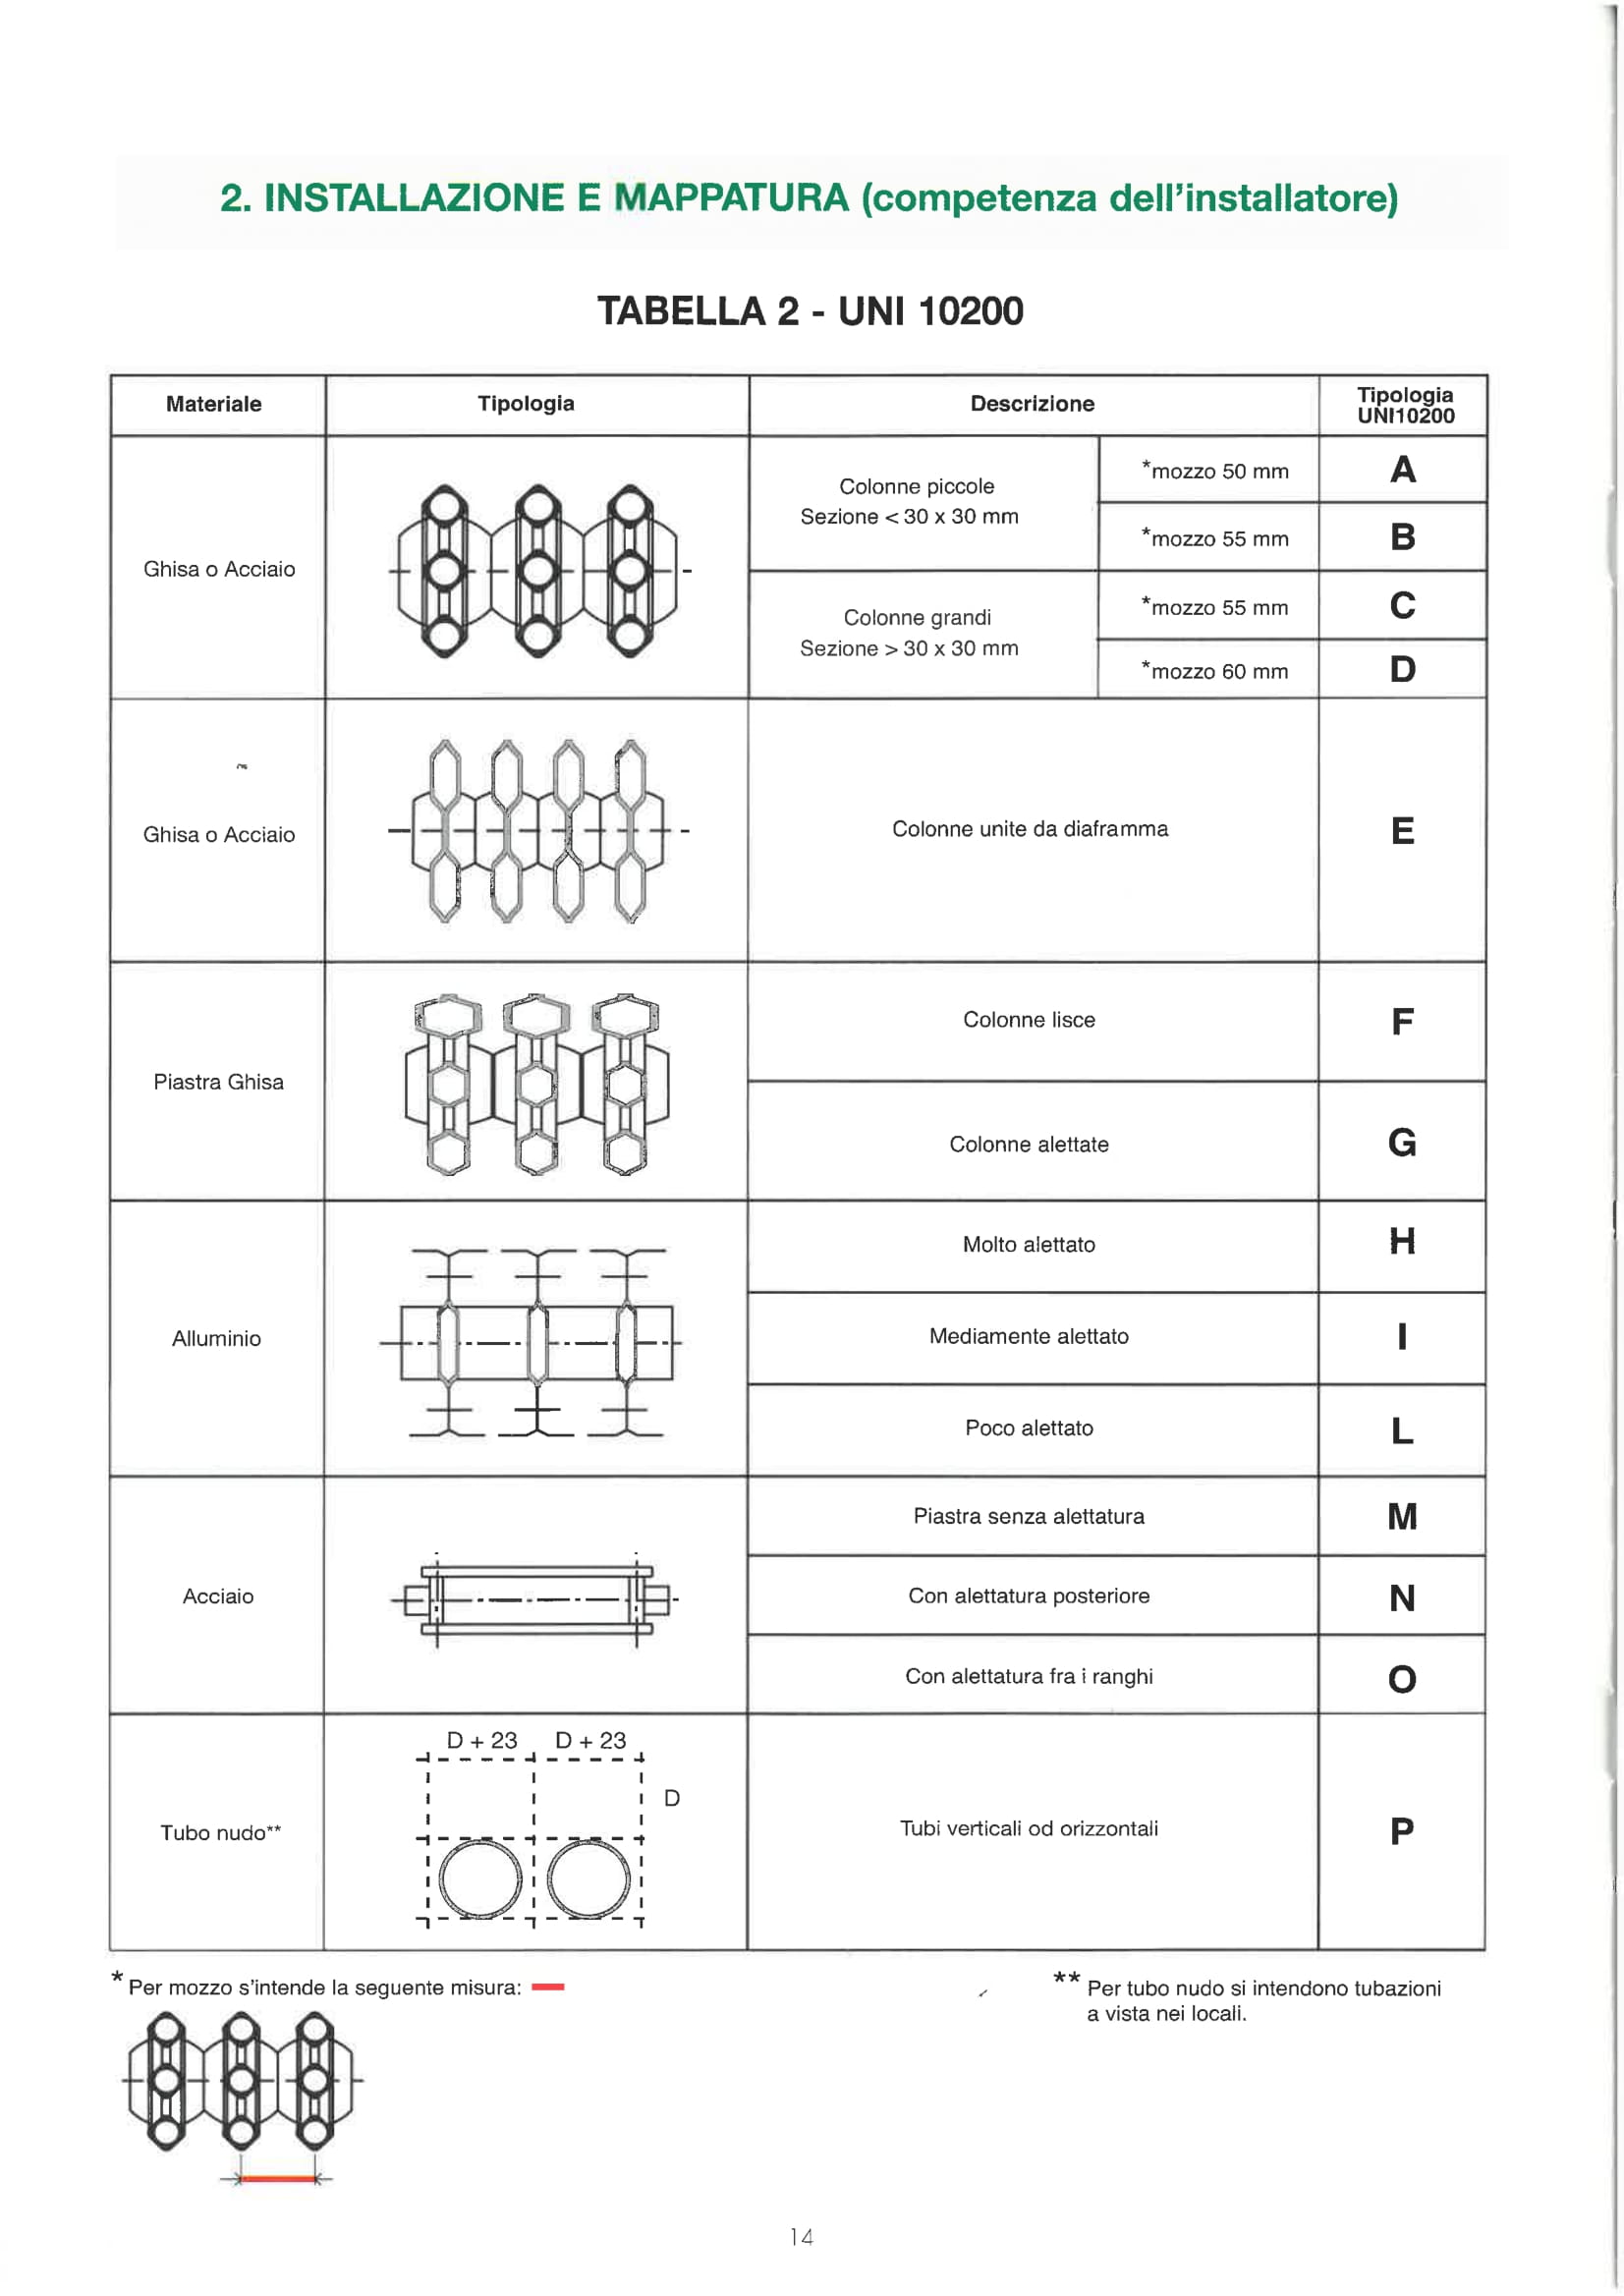 2. INSTALLAZIONE E MAPPATURA (competenza dell'installatore)
TABELLA 2 - UNI 10200
Materiale
Tipologia
Descrizione
Tipologia
UNI10200
Ghisa o Acciaio
Colonne piccole
Sezione < 30 x 30 mm
*mozzo 50 mm
A
*mozzo 55 mm
B
Colonne grandi
Sezione > 30 x 30 mm
*mozzo 55 mm
C
*mozzo 60 mm
D
Ghisa o Acciaio
Colonne unite da diaframma
E
Piastra Ghisa
Colonne lisce
F
Colonne alettate
G
Alluminio
Molto alettato
H
Mediamente alettato
I
Poco alettato
L
Acciaio
Piastra senza alettatura
M
Con alettatura posteriore
N
Con alettatura fra i ranghi
O
Tubo nudo**
D + 23 D + 23
D
Tubi verticali od orizzontali
P
* Per mozzo s'intende la seguente misura:
** Per tubo nudo si intendono tubazioni
a vista nei locali.
14